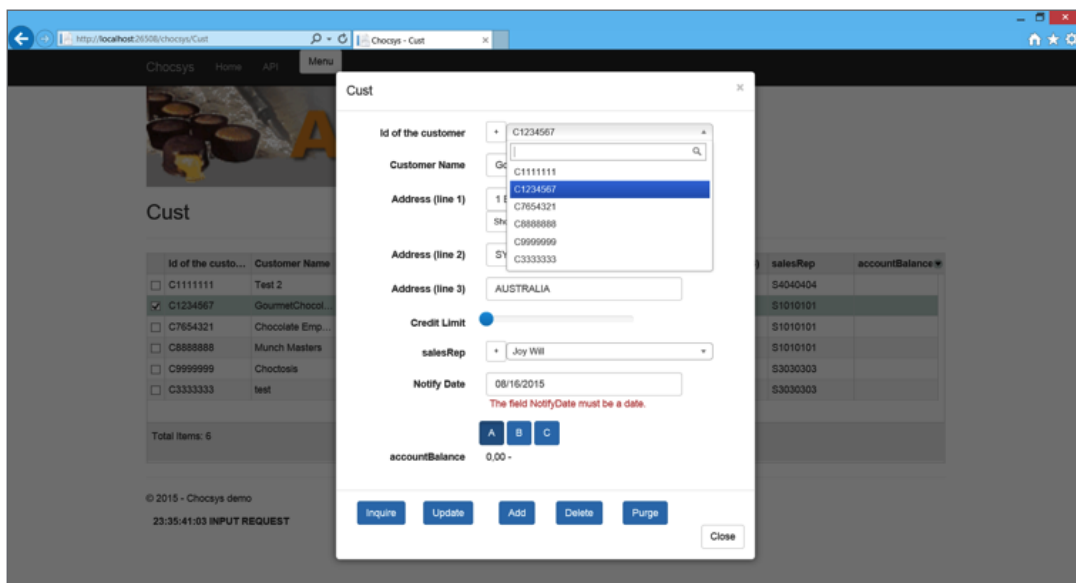 http://localhost:26508/chocsys/Cust
Chocsys - Cust
Chocsys Home API Menu
A
Cust
Id of the customer + C1234567
C1111111
C1234567
C7654321
C8888888
C9999999
C3333333
Customer Name
Address (line 1) 1
Address (line 2) SY
Address (line 3) AUSTRALIA
Credit Limit
salesRep + Joy Will
Notify Date 08/16/2015
The field NotifyDate must be a date.
A B C
accountBalance 0,00 -
Inquire Update Add Delete Purge
Close
Cust
Id of the custo... Customer Name salesRep accountBalance
C1111111 Test 2 S4040404
C1234567 GourmetChocol... S1010101
C7654321 Chocolate Emp... S1010101
C8888888 Munch Masters S1010101
C9999999 Choctosis S3030303
C3333333 test S3030303
Total Items: 6
© 2015 - Chocsys demo
23:35:41:03 INPUT REQUEST